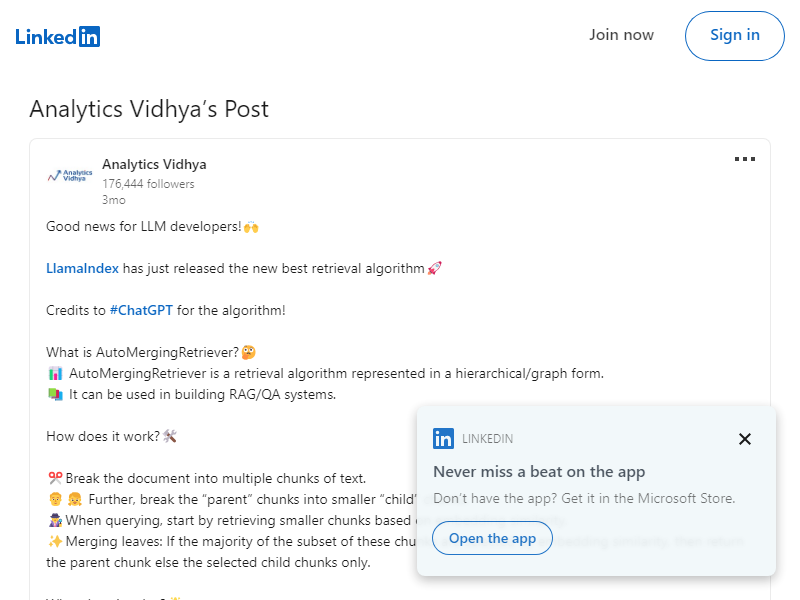 LinkedIn
Join now
Sign in
Analytics Vidhya's Post
Analytics Vidhya
Analytics Vidhya
176,444 followers
3mo
Good news for LLM developers!🙌
LlamaIndex has just released the new best retrieval algorithm🚀
Credits to #ChatGPT for the algorithm!
What is AutoMergingRetriever?🤔
📊 AutoMergingRetriever is a retrieval algorithm represented in a hierarchical/graph form.
It can be used in building RAG/QA systems.
How does it work?🛠
✂Break the document into multiple chunks of text.
Further, break the “parent” chunks into smaller “child”
When querying, start by retrieving smaller chunks based
✨Merging leaves: If the majority of the subset of these
the parent chunk else the selected child chunks only.
in LINKEDIN
Never miss a beat on the app
Don't have the app? Get it in the Microsoft Store.
Open the app